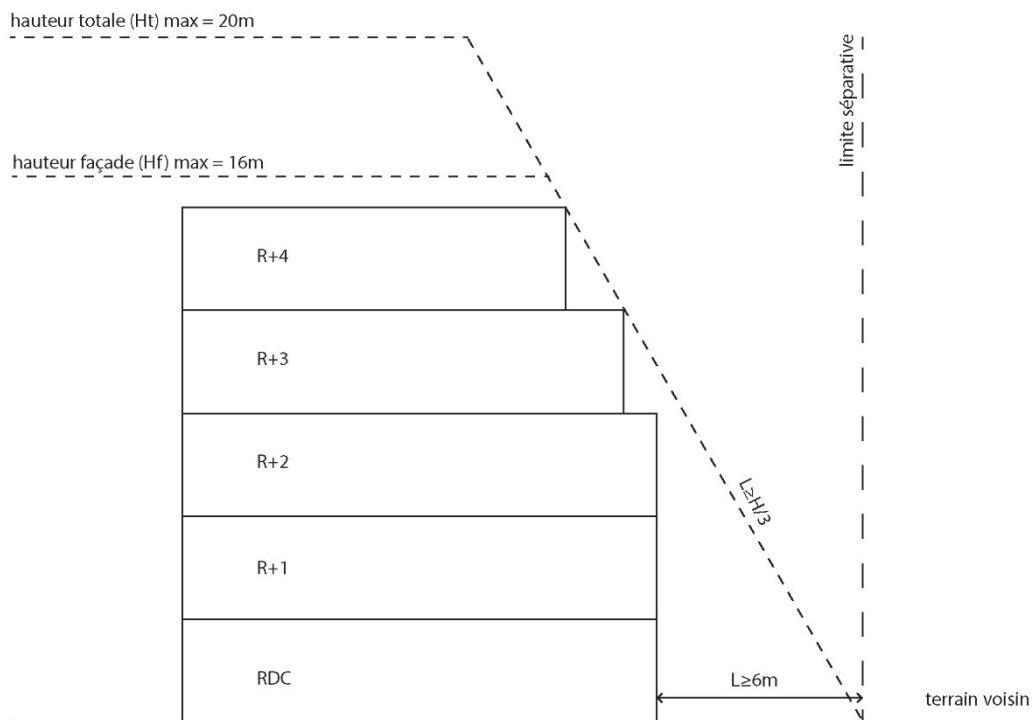 hauteur totale (Ht) max = 20m
limite séparative
hauteur façade (Hf) max = 16m
R+4
R+3
R+2
L≥H/3
R+1
RDC
L≥6m
terrain voisin